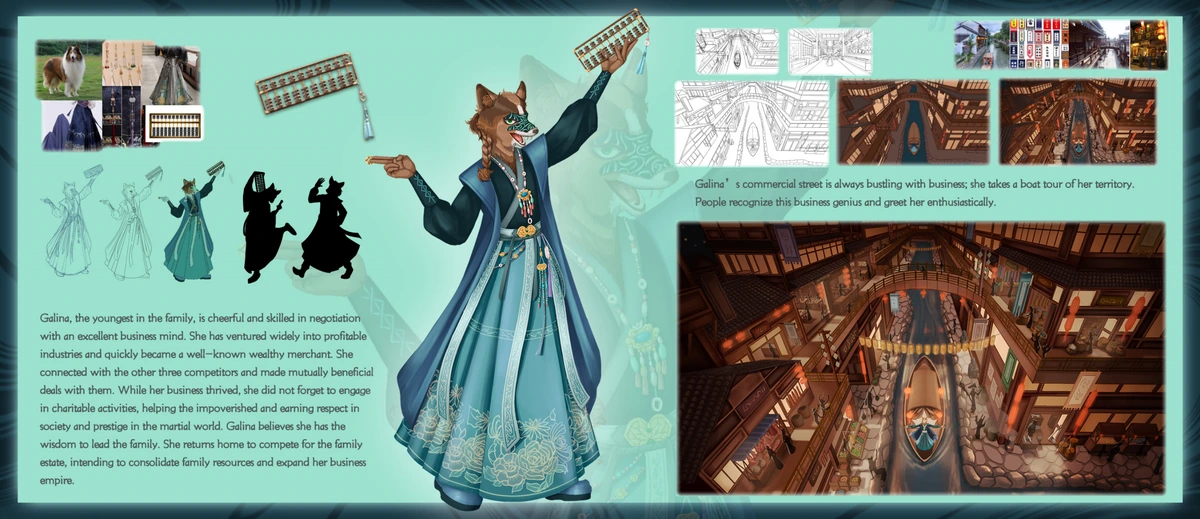 Galina, the youngest in the family, is cheerful and skilled in negotiation
with an excellent business mind. She has ventured widely into profitable
industries and quickly became a well-known wealthy merchant. She
connected with the other three competitors and made mutually beneficial
deals with them. While her business thrived, she did not forget to engage
in charitable activities, helping the impoverished and earning respect in
society and prestige in the martial world. Galina believes she has the
wisdom to lead the family. She returns home to compete for the family
estate, intending to consolidate family resources and expand her business
empire.
Galina's commercial street is always bustling with business; she takes a boat tour of her territory.
People recognize this business genius and greet her enthusiastically.